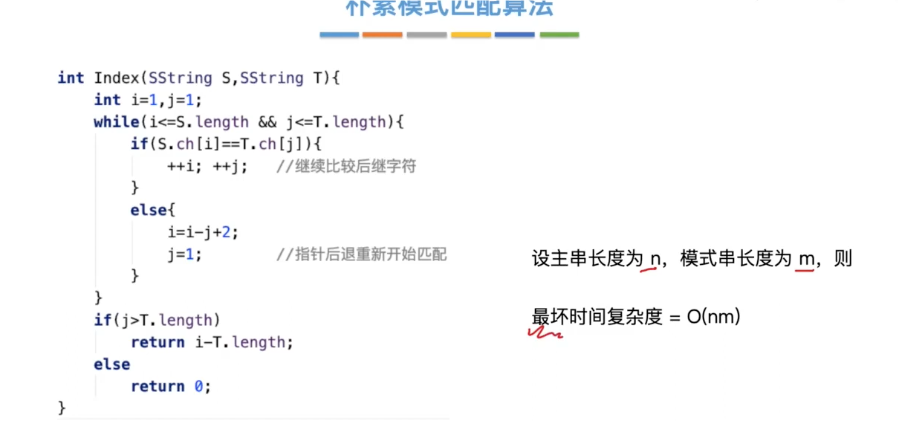 朴素模式匹配算法
int Index(SString S,SString T){
int i=1,j=1;
while(i<=S.length && j<=T.length){
if(S.ch[i]==T.ch[j]){
++i; ++j; //继续比较后继字符
}
else{
i=i-j+2;
j=1; //指针后退重新开始匹配
}
}
if(j>T.length)
return i-T.length;
else
return 0;
}
设主串长度为 n，模式串长度为 m，则
最坏时间复杂度 = O(nm)